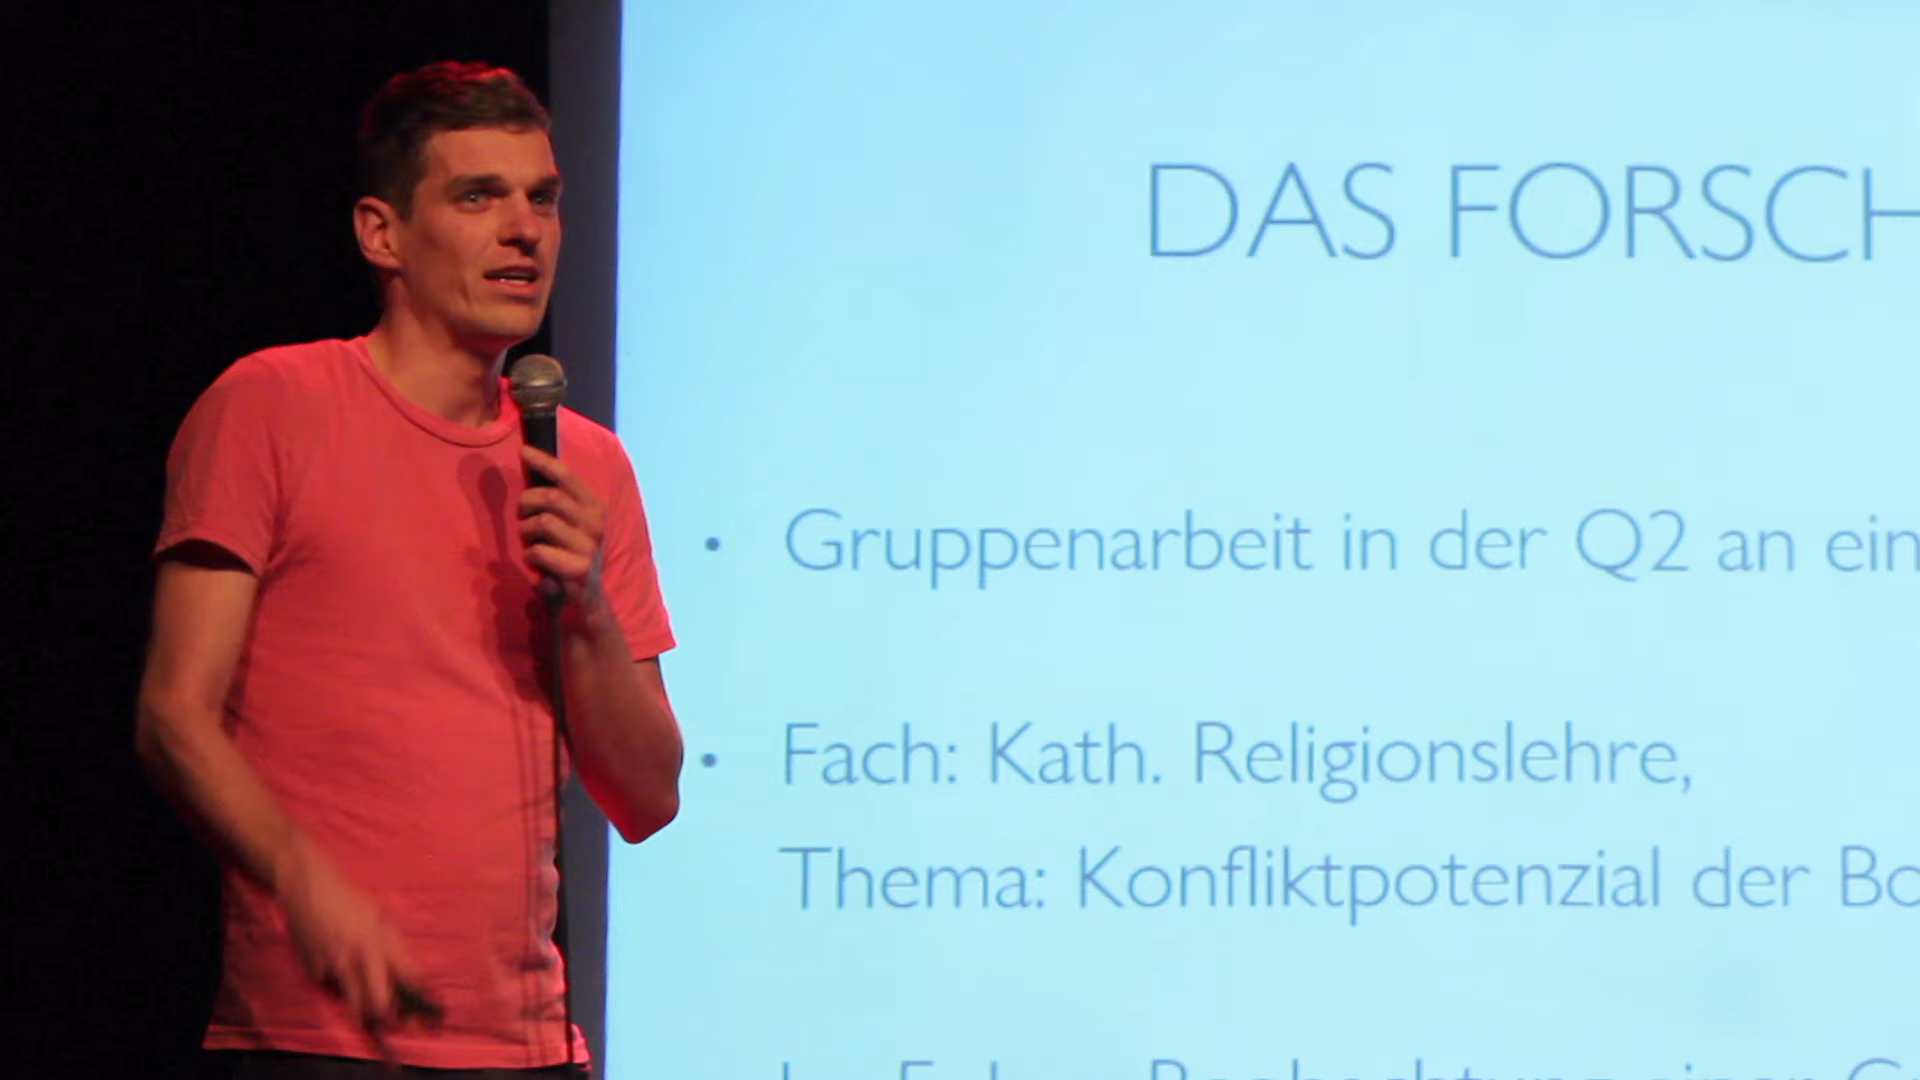 DAS FORSCH
• Gruppenarbeit in der Q2 an ein
• Fach: Kath. Religionslehre,
Thema: Konfliktpotenzial der Bo